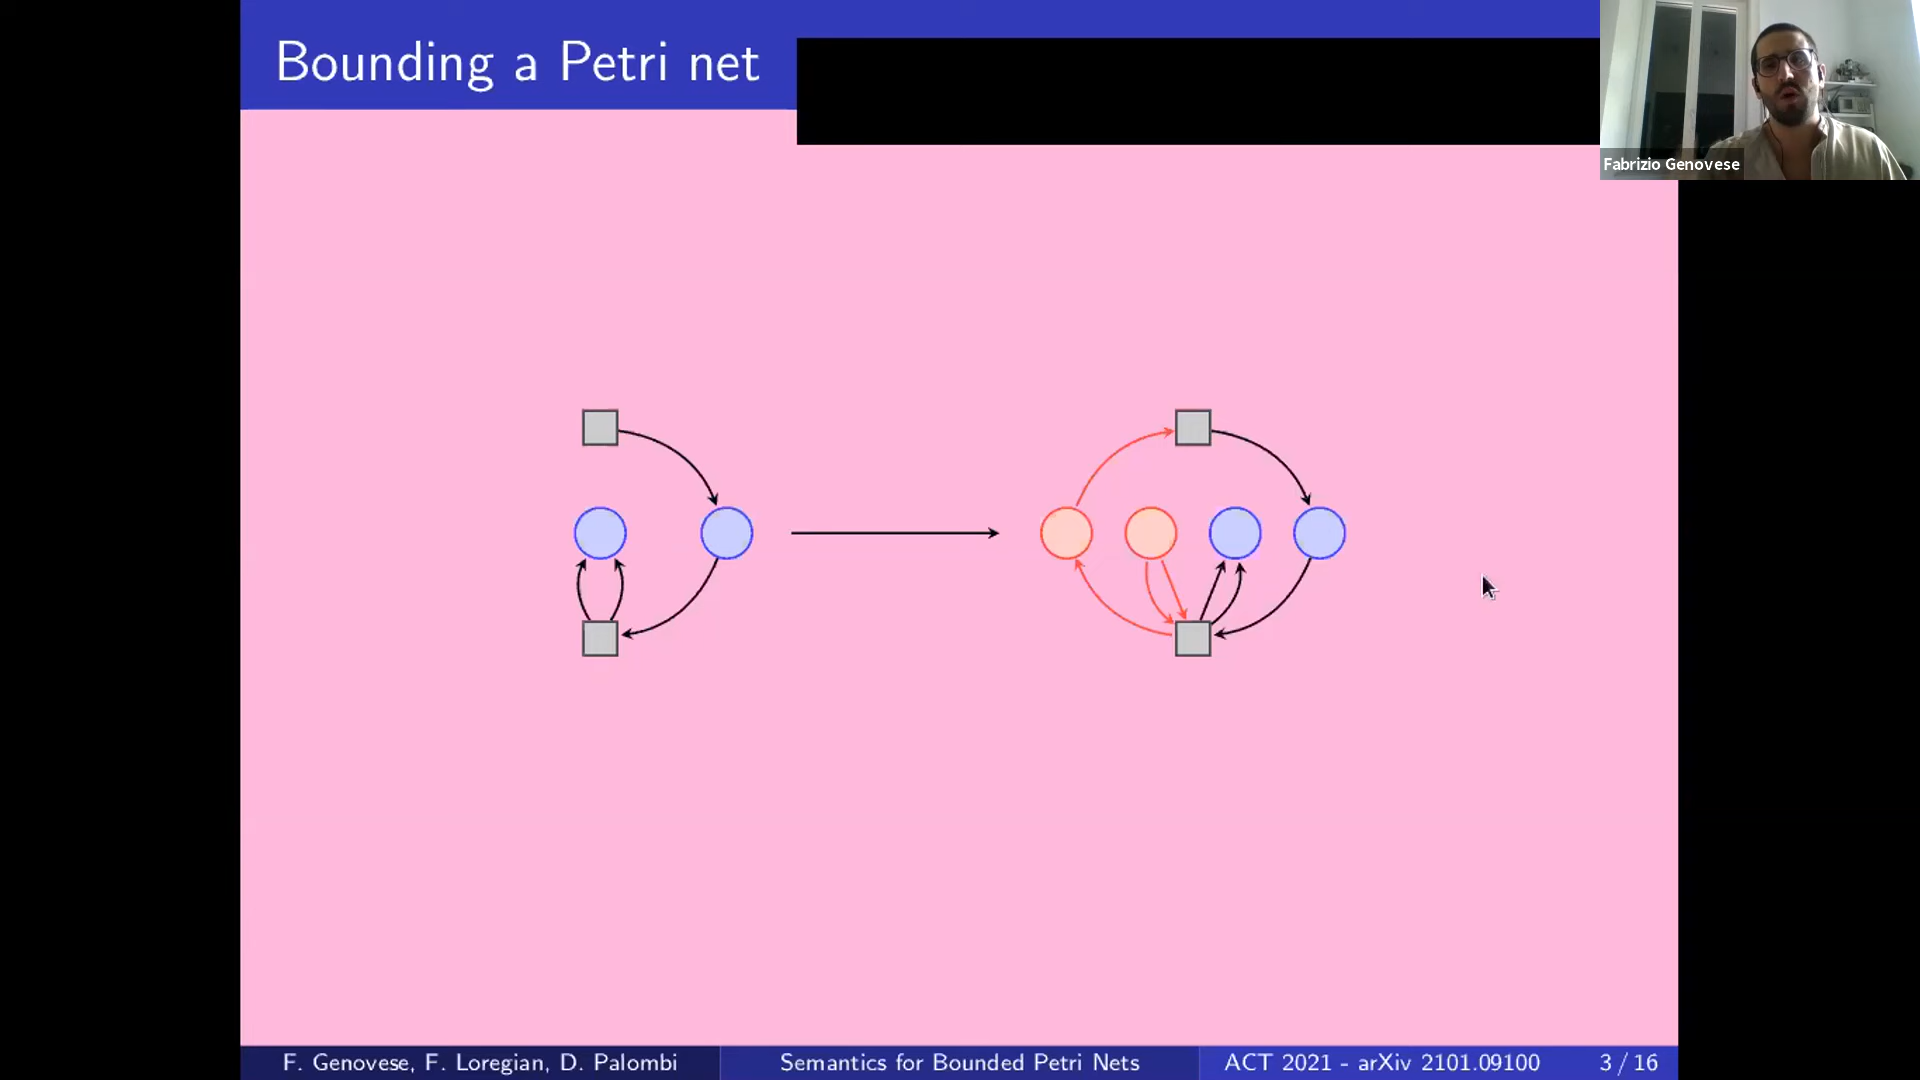 Bounding a Petri net
Fabrizio Genovese
F. Genovese, F. Loregian, D. Palombi
Semantics for Bounded Petri Nets
ACT 2021 - arXiv 2101.09100
3 / 16